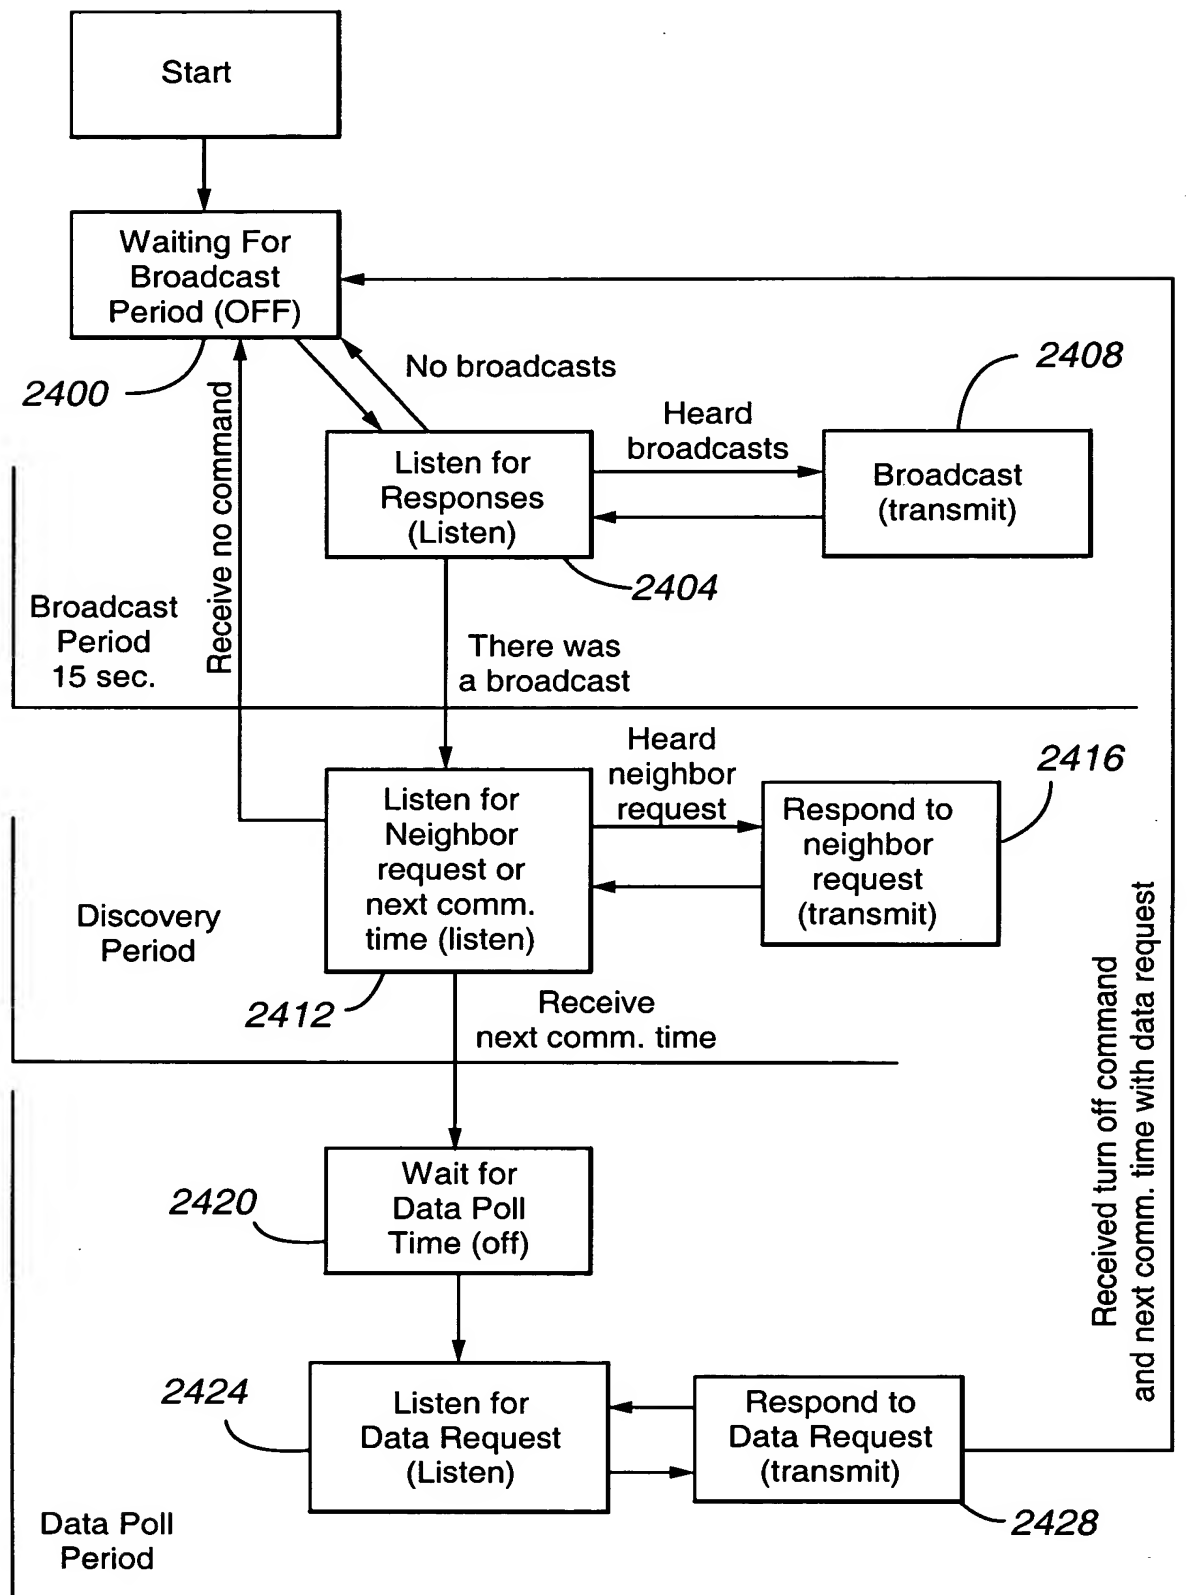 Start
Waiting For
Broadcast
Period (OFF)
2400
No broadcasts
2408
Heard
broadcasts
Listen for
Responses
(Listen)
Broadcast
(transmit)
2404
Receive no command
Broadcast
Period
15 sec.
There was
a broadcast
Heard
neighbor
request
2416
Listen for
Neighbor
request or
next comm.
time (listen)
Respond to
neighbor
request
(transmit)
Discovery
Period
2412
Receive
next comm. time
Received turn off command
and next comm. time with data request
Wait for
Data Poll
Time (off)
2420
2424
Listen for
Data Request
(Listen)
Respond to
Data Request
(transmit)
2428
Data Poll
Period